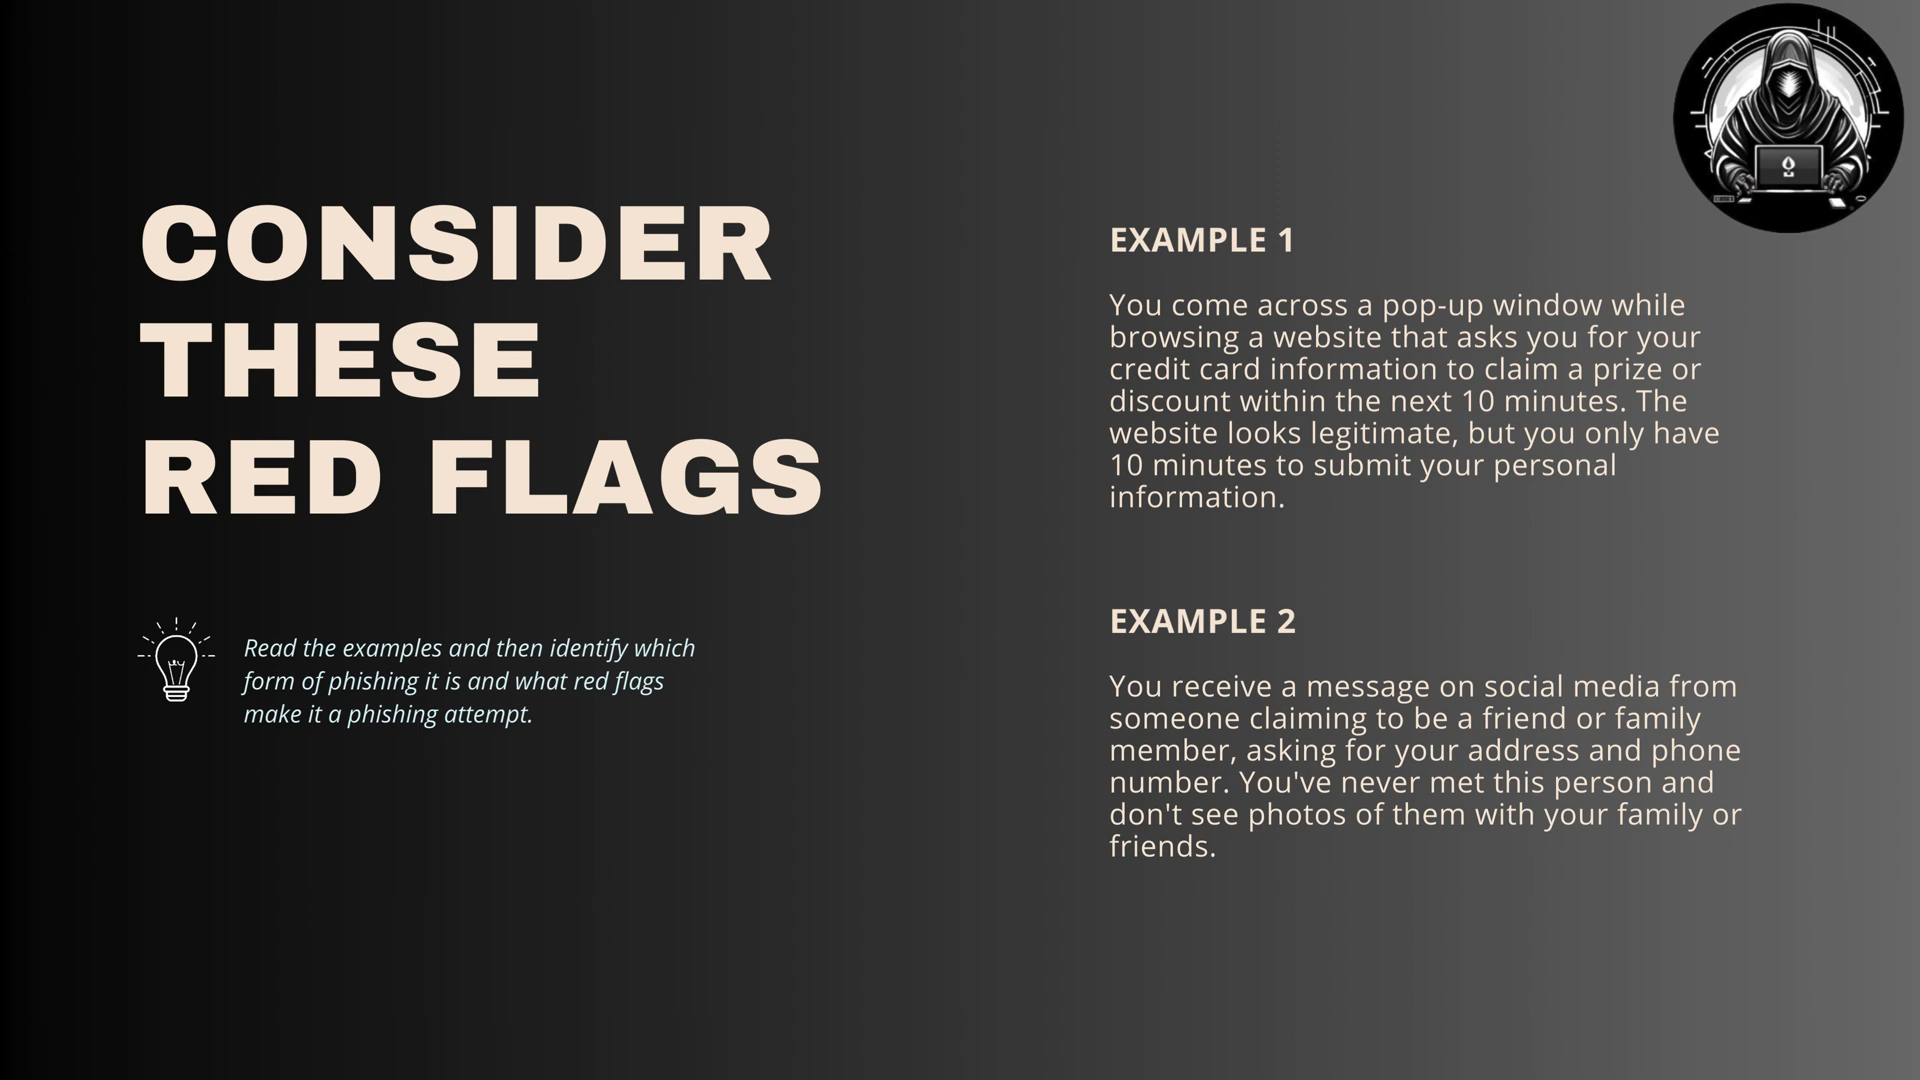 CONSIDER
THESE
RED FLAGS
Read the examples and then identify which
form of phishing it is and what red flags
make it a phishing attempt.
EXAMPLE 1
You come across a pop-up window while
browsing a website that asks you for your
credit card information to claim a prize or
discount within the next 10 minutes. The
website looks legitimate, but you only have
10 minutes to submit your personal
information.
EXAMPLE 2
You receive a message on social media from
someone claiming to be a friend or family
member, asking for your address and phone
number. You've never met this person and
don't see photos of them with your family or
friends.